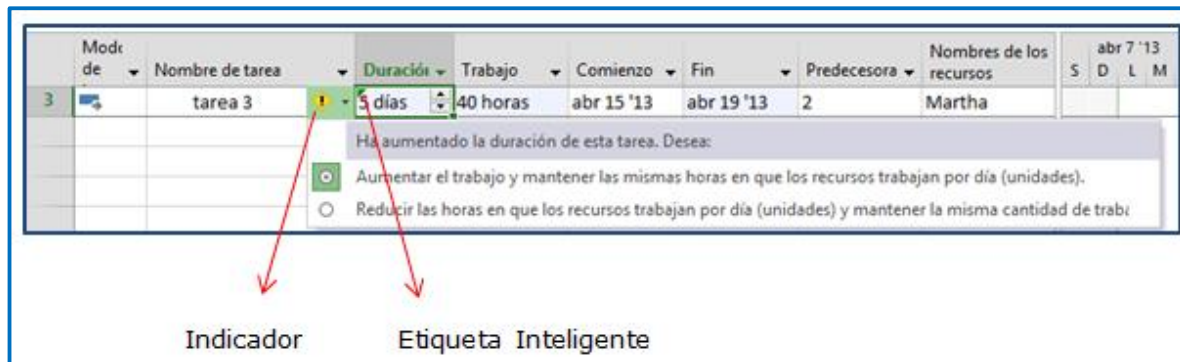 Modo de Nombre de tarea Duración Trabajo Comienzo Fin Predecesora Nombres de los recursos abr 7 '13
S D L M
3 tarea 3 5 días 40 horas abr 15 '13 abr 19 '13 2 Martha
Ha aumentado la duración de esta tarea. Desea:
Aumentar el trabajo y mantener las mismas horas en que los recursos trabajan por día (unidades).
Reducir las horas en que los recursos trabajan por día (unidades) y mantener la misma cantidad de
Indicador Etiqueta Inteligente